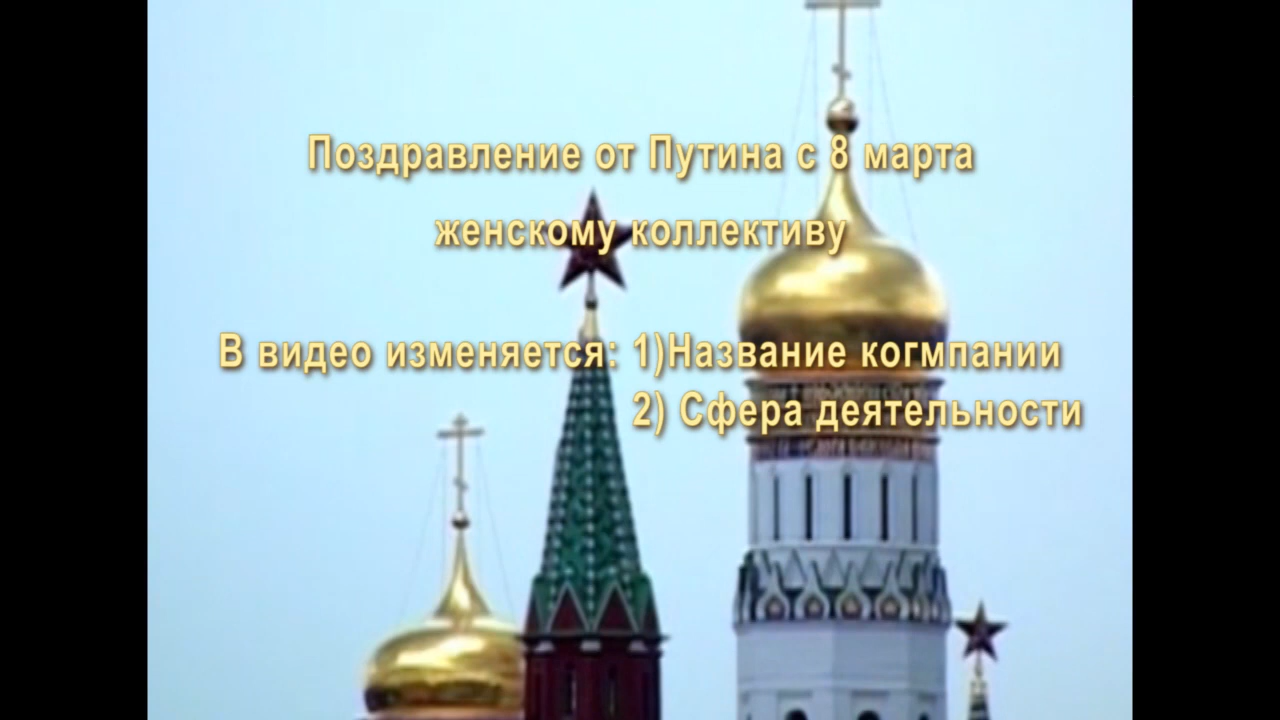 Поздравление от Путина с 8 марта
женскому коллективу
В видео изменяется: 1)Название когмпании
2) Сфера деятельности